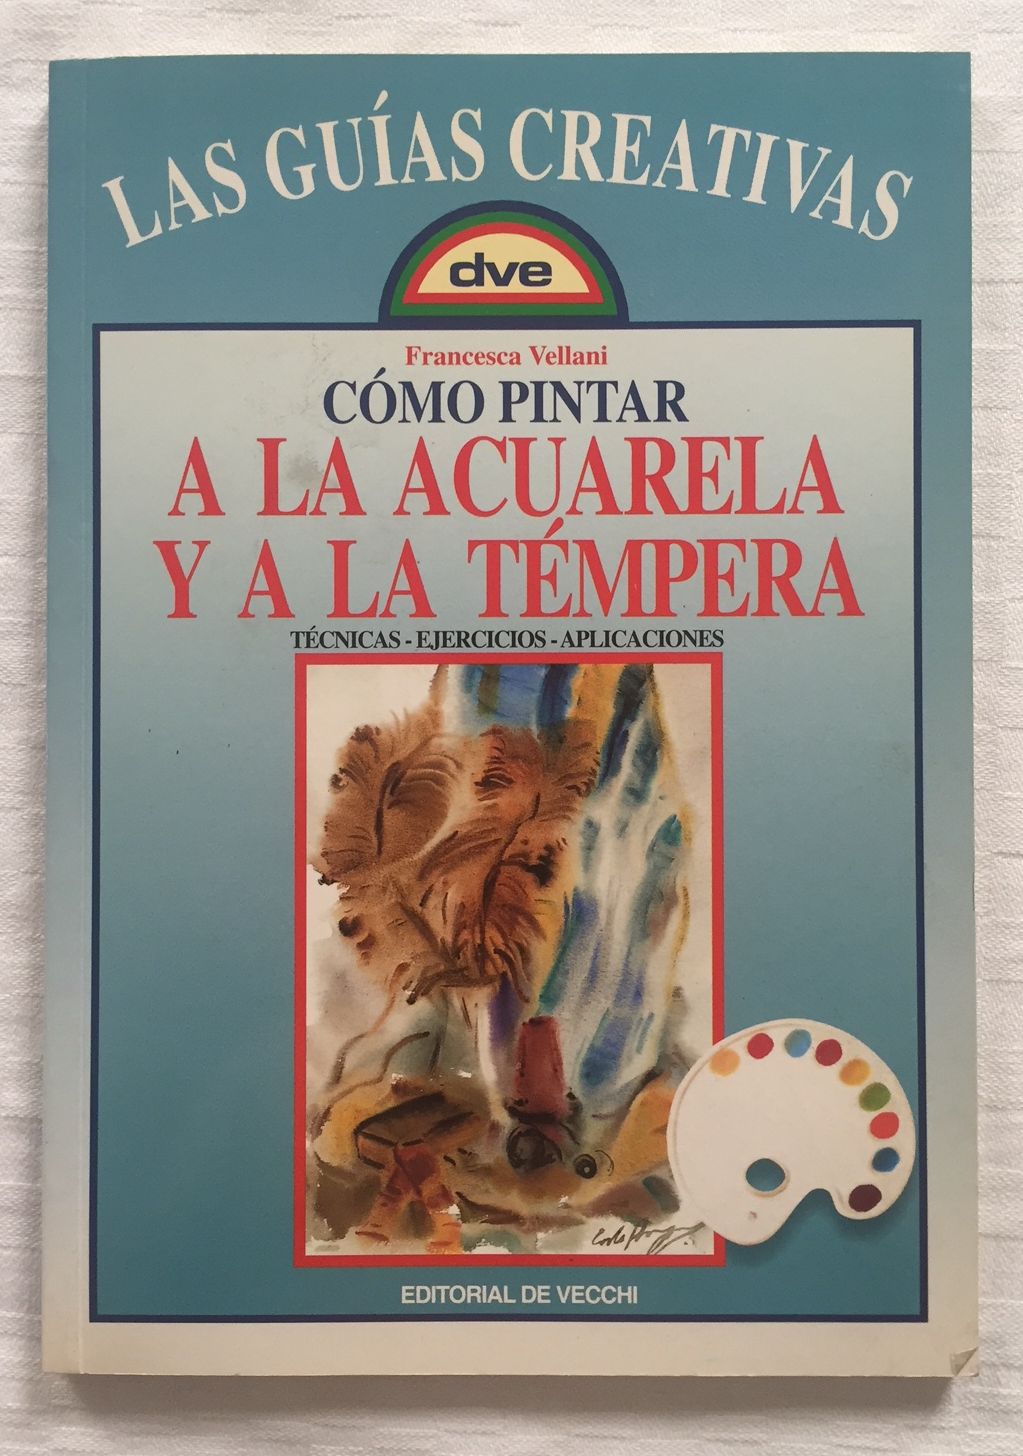 LAS GUÍAS CREATIVAS
dve
Francesca Vellani
CÓMO PINTAR
A LA ACUARELA
Y A LA TÉMPERA
TÉCNICAS - EJERCICIOS - APLICACIONES
EDITORIAL DE VECCHI